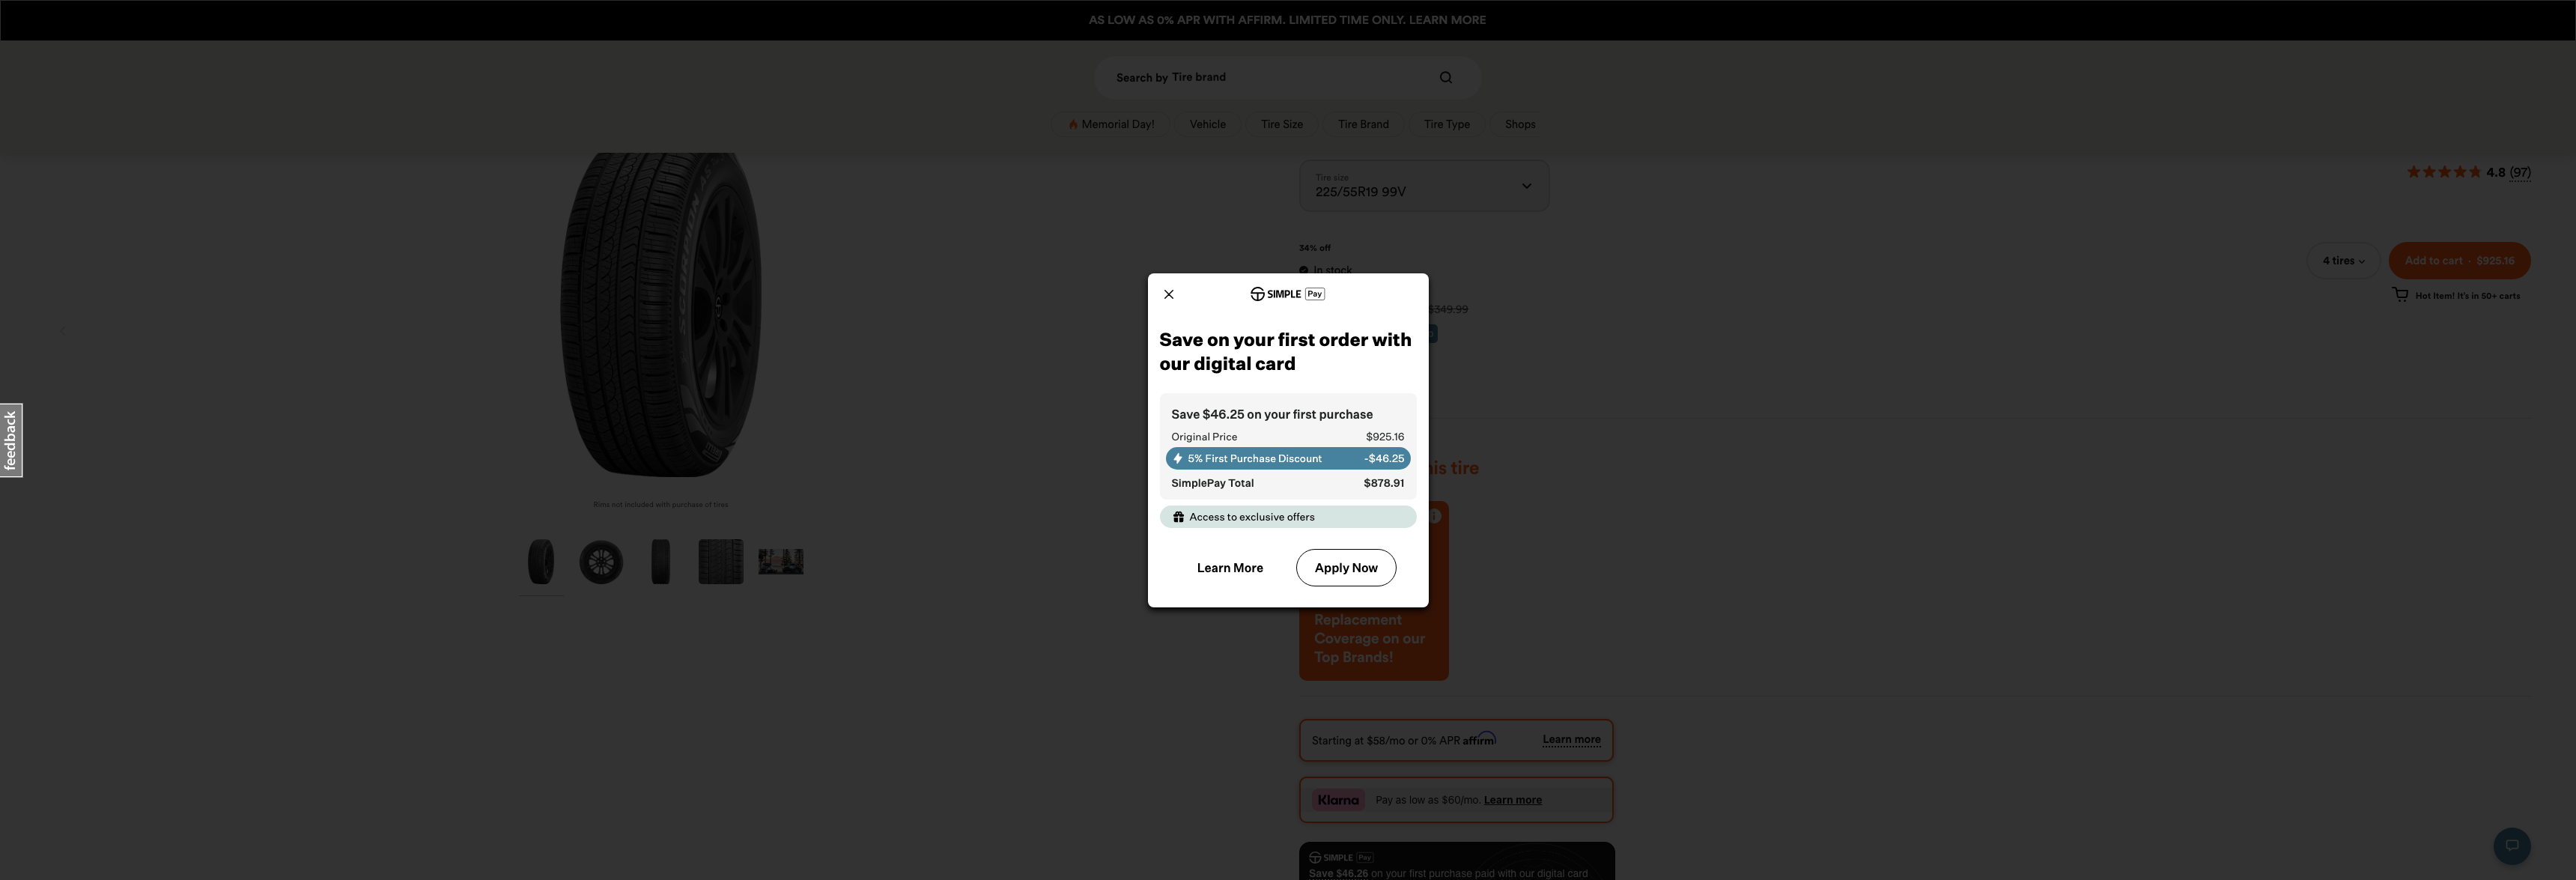 AS LOW AS 0% APR WITH AFFIRM. LIMITED TIME ONLY. LEARN MORE
Search by Tire brand
Memorial Day!
Vehicle
Tire Size
Tire Brand
Tire Type
Shops
Tire size
225/55R19 99V
4.8 (97)
34% off
In stock
4 tires
Add to cart · $925.16
Hot Item! It's in 50+ carts
$349.99
SCORPION AS
Rims not included with purchase of tires
feedback
SIMPLE Pay
Save on your first order with
our digital card
Save $46.25 on your first purchase
Original Price $925.16
5% First Purchase Discount -$46.25
SimplePay Total $878.91
Access to exclusive offers
Learn More
Apply Now
this tire
Replacement
Coverage on our
Top Brands!
Starting at $58/mo or 0% APR affirm Learn more
Klarna Pay as low as $60/mo. Learn more
SIMPLE Pay
Save $46.26 on your first purchase paid with our digital card